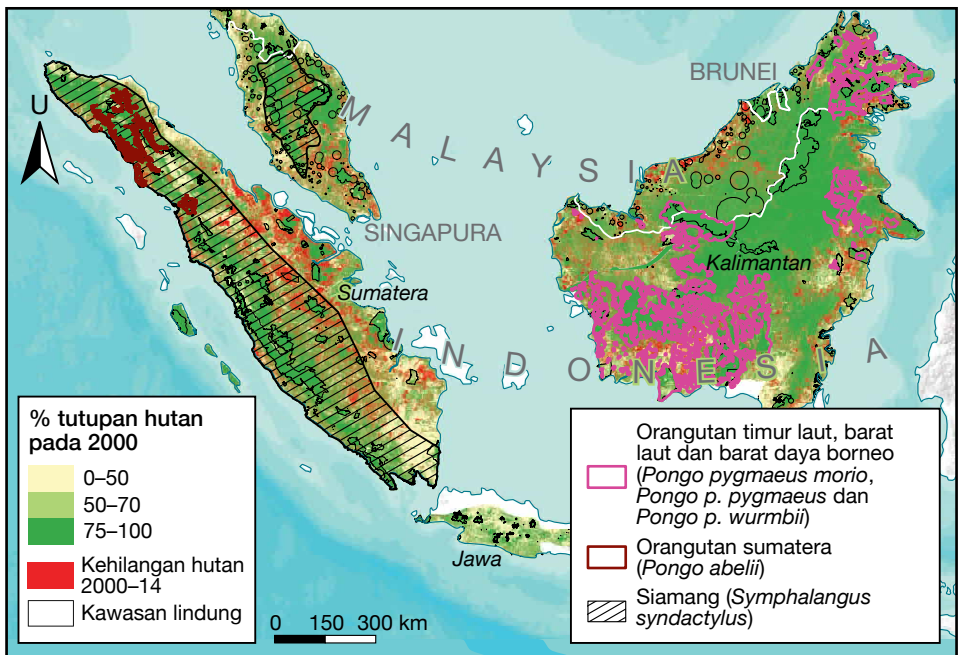 BRUNEI
U
MALAYSIA
SINGAPURA
Kalimantan
Sumatera
INDONESIA
Jawa
% tutupan hutan
pada 2000
0–50
50–70
75–100
Kehilangan hutan
2000–14
Kawasan lindung
0 150 300 km
Orangutan timur laut, barat
laut dan barat daya borneo
(Pongo pygmaeus morio,
Pongo p. pygmaeus dan
Pongo p. wurmbii)
Orangutan sumatera
(Pongo abelii)
Siamang (Symphalangus
syndactylus)